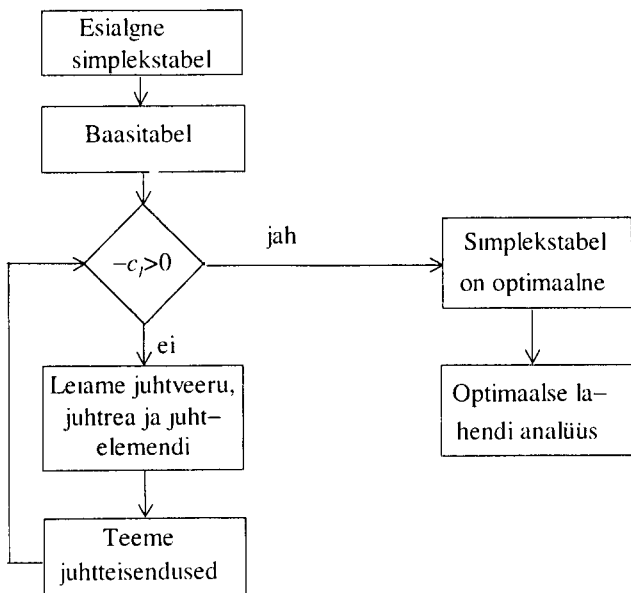 Esialgne
simplekstabel
Baasitabel
−c_j>0
jah
Simplekstabel
on optimaalne
ei
Leiame juhtveeru,
juhtrea ja juht–
elemendi
Optimaalse la–
hendi analüüs
Teeme
juhtteisendused